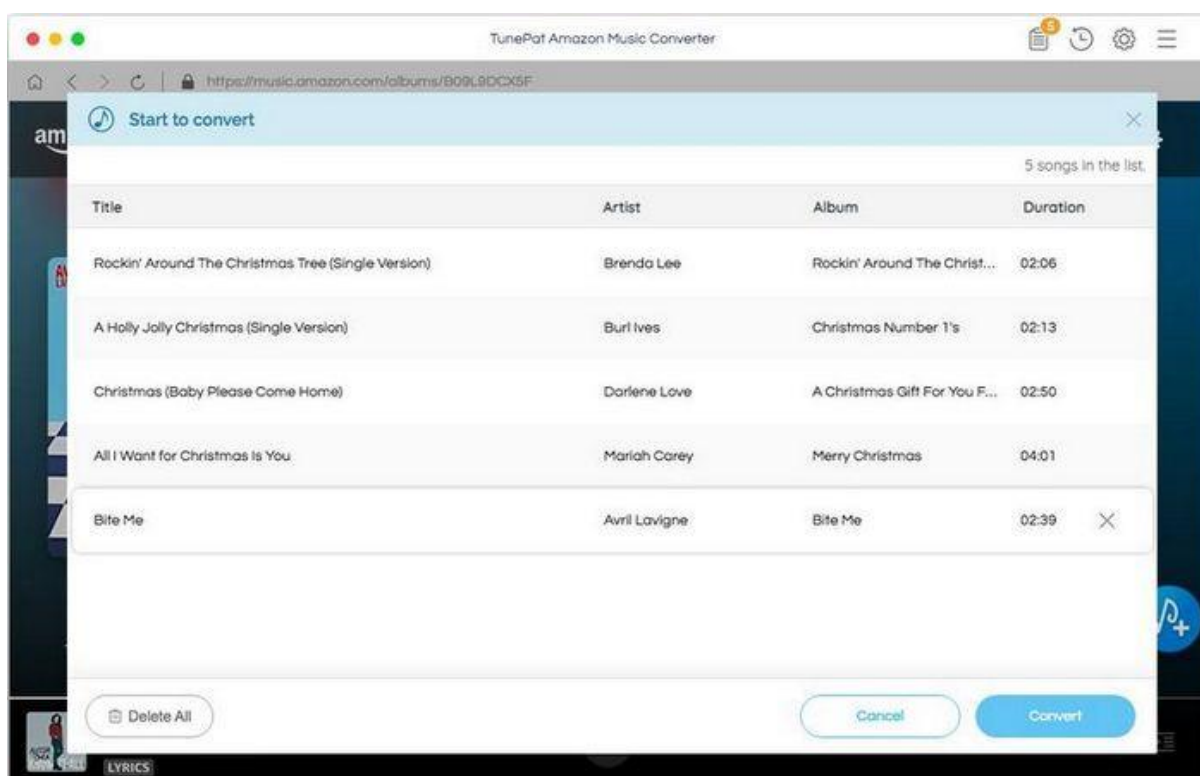 TunePat Amazon Music Converter
5
https://music.amazon.com/albums/B09L9DCX5F
am
Start to convert
5 songs in the list.
Title Artist Album Duration
Rockin' Around The Christmas Tree (Single Version) Brenda Lee Rockin' Around The Christ... 02:06
A Holly Jolly Christmas (Single Version) Burl Ives Christmas Number 1's 02:13
Christmas (Baby Please Come Home) Darlene Love A Christmas Gift For You F... 02:50
All I Want for Christmas Is You Mariah Carey Merry Christmas 04:01
Bite Me Avril Lavigne Bite Me 02:39
Delete All Cancel Convert
LYRICS